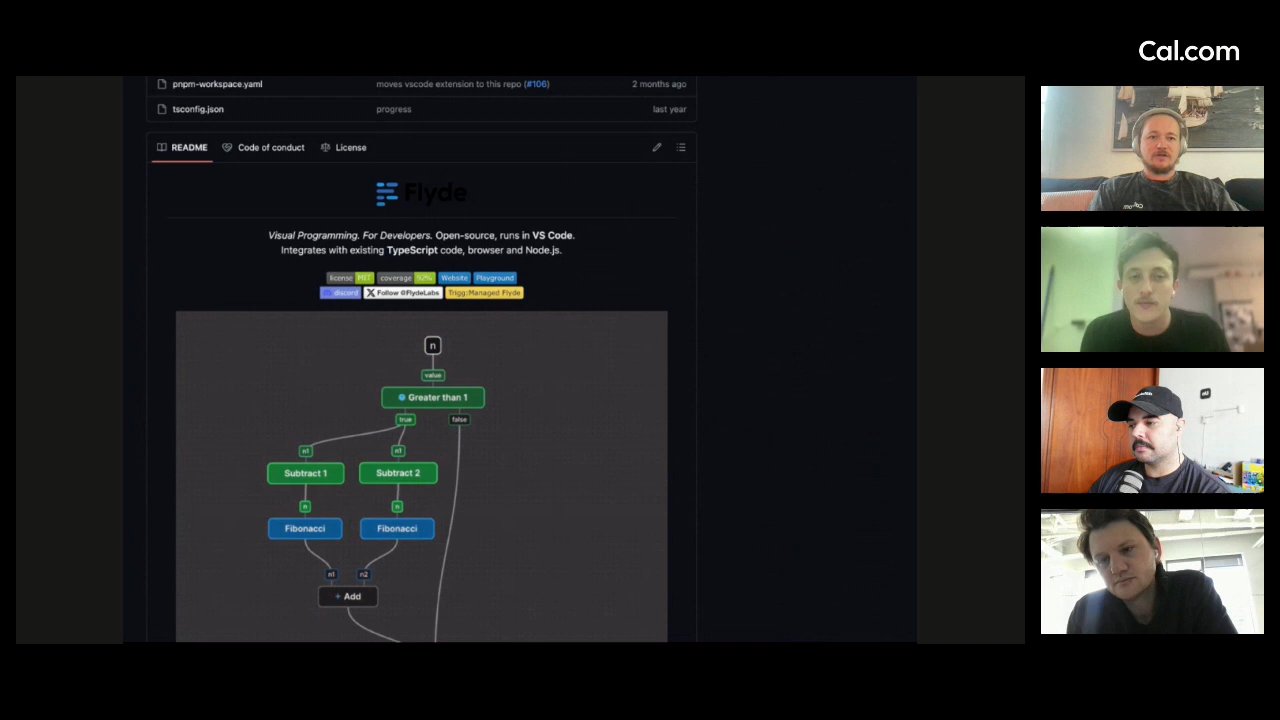 Cal.com
pnpm-workspace.yaml moves vscode extension to this repo (#106) 2 months ago
tsconfig.json progress last year
README Code of conduct License
Flyde
Visual Programming. For Developers. Open-source, runs in VS Code.
Integrates with existing TypeScript code, browser and Node.js.
license MIT coverage 92% Website Playground
discord Follow @FlydeLabs Trigg:Managed Flyde
n
value
Greater than 1
true false
n1 n1
Subtract 1 Subtract 2
n n
Fibonacci Fibonacci
n1 n2
+ Add